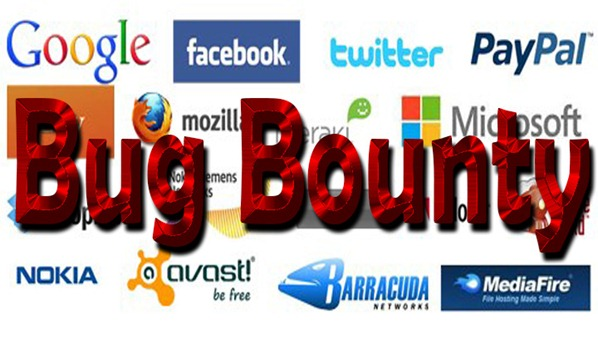 Google facebook twitter PayPal
mozilla Microsoft
Bug Bounty
NOKIA avast! BARRACUDA MediaFire
be free NETWORKS File Hosting Made Simple